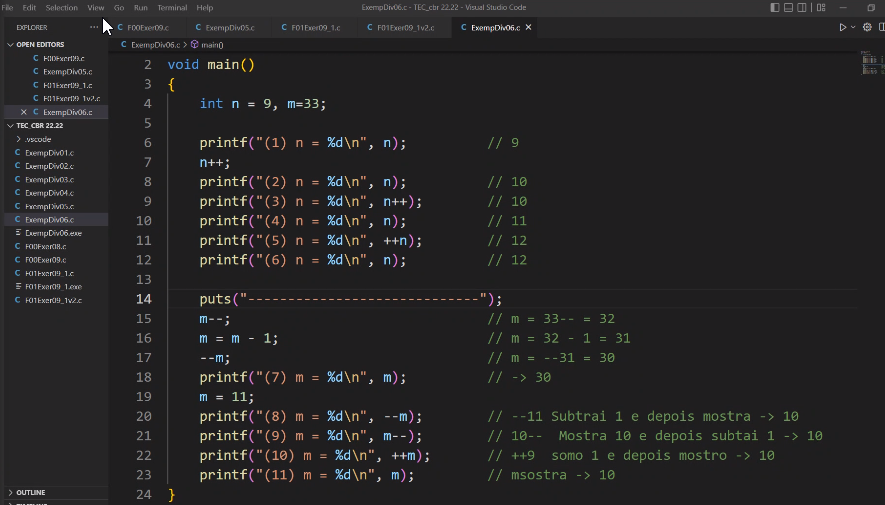 File Edit Selection View Go Run Terminal Help ExempDiv06.c - TEC_cbr 22.22 - Visual Studio Code
EXPLORER ··· C F00Exer09.c C ExempDiv05.c C F01Exer09_1.c C F01Exer09_1v2.c C ExempDiv06.c ×
OPEN EDITORS
C ExempDiv06.c > main()
C F00Exer09.c
C ExempDiv05.c
C F01Exer09_1.c
C F01Exer09_1v2.c
× C ExempDiv06.c
TEC_CBR 22.22
> .vscode
C ExempDiv01.c
C ExempDiv02.c
C ExempDiv03.c
C ExempDiv04.c
C ExempDiv05.c
C ExempDiv06.c
ExempDiv06.exe
C F00Exer08.c
C F00Exer09.c
C F01Exer09_1.c
F01Exer09_1.exe
C F01Exer09_1v2.c
> OUTLINE
2 void main()
3 {
4 int n = 9, m=33;
5
6 printf("(1) n = %d\n", n); // 9
7 n++;
8 printf("(2) n = %d\n", n); // 10
9 printf("(3) n = %d\n", n++); // 10
10 printf("(4) n = %d\n", n); // 11
11 printf("(5) n = %d\n", ++n); // 12
12 printf("(6) n = %d\n", n); // 12
13
14 puts("-----------------------------");
15 m--; // m = 33-- = 32
16 m = m - 1; // m = 32 - 1 = 31
17 --m; // m = --31 = 30
18 printf("(7) m = %d\n", m); // -> 30
19 m = 11;
20 printf("(8) m = %d\n", --m); // --11 Subtrai 1 e depois mostra -> 10
21 printf("(9) m = %d\n", m--); // 10-- Mostra 10 e depois subtai 1 -> 10
22 printf("(10) m = %d\n", ++m); // ++9 somo 1 e depois mostro -> 10
23 printf("(11) m = %d\n", m); // msostra -> 10
24 }